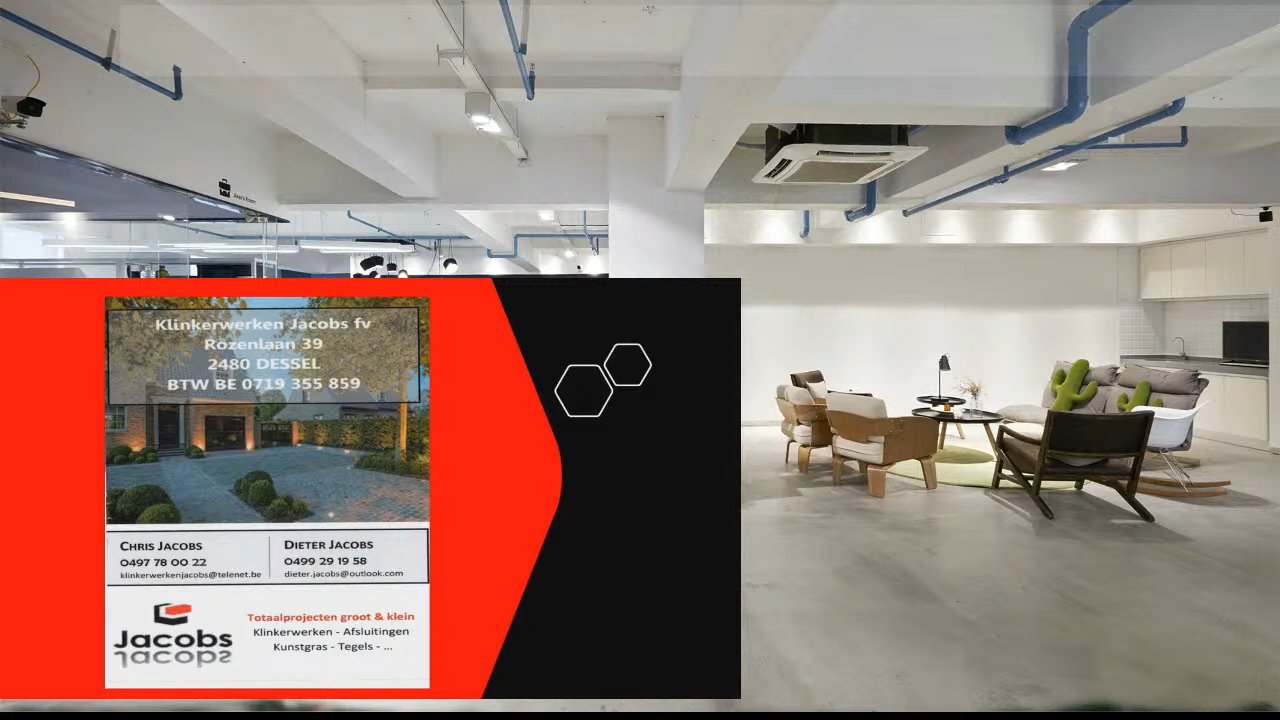 Klinkerwerken Jacobs fv
Rozenlaan 39
2480 DESSEL
BTW BE 0719 355 859
CHRIS JACOBS
0497 78 00 22
klinkerwerkenjacobs@telenet.be
DIETER JACOBS
0499 29 19 58
dieter.jacobs@outlook.com
Jacobs
Totaalprojecten groot & klein
Klinkerwerken - Afsluitingen
Kunstgras - Tegels - ...